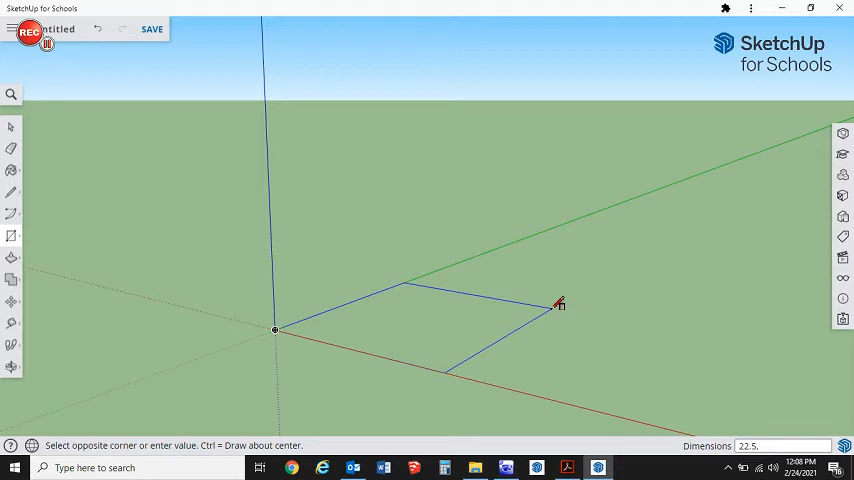 SketchUp for Schools
REC
ntitled
SAVE
SketchUp
for Schools
Select opposite corner or enter value. Ctrl = Draw about center.
Dimensions
22.5,
Type here to search
12:08 PM
2/24/2021
16